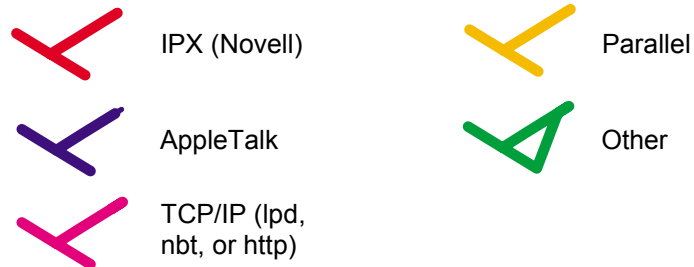 IPX (Novell)
Parallel
AppleTalk
Other
TCP/IP (lpd,
nbt, or http)